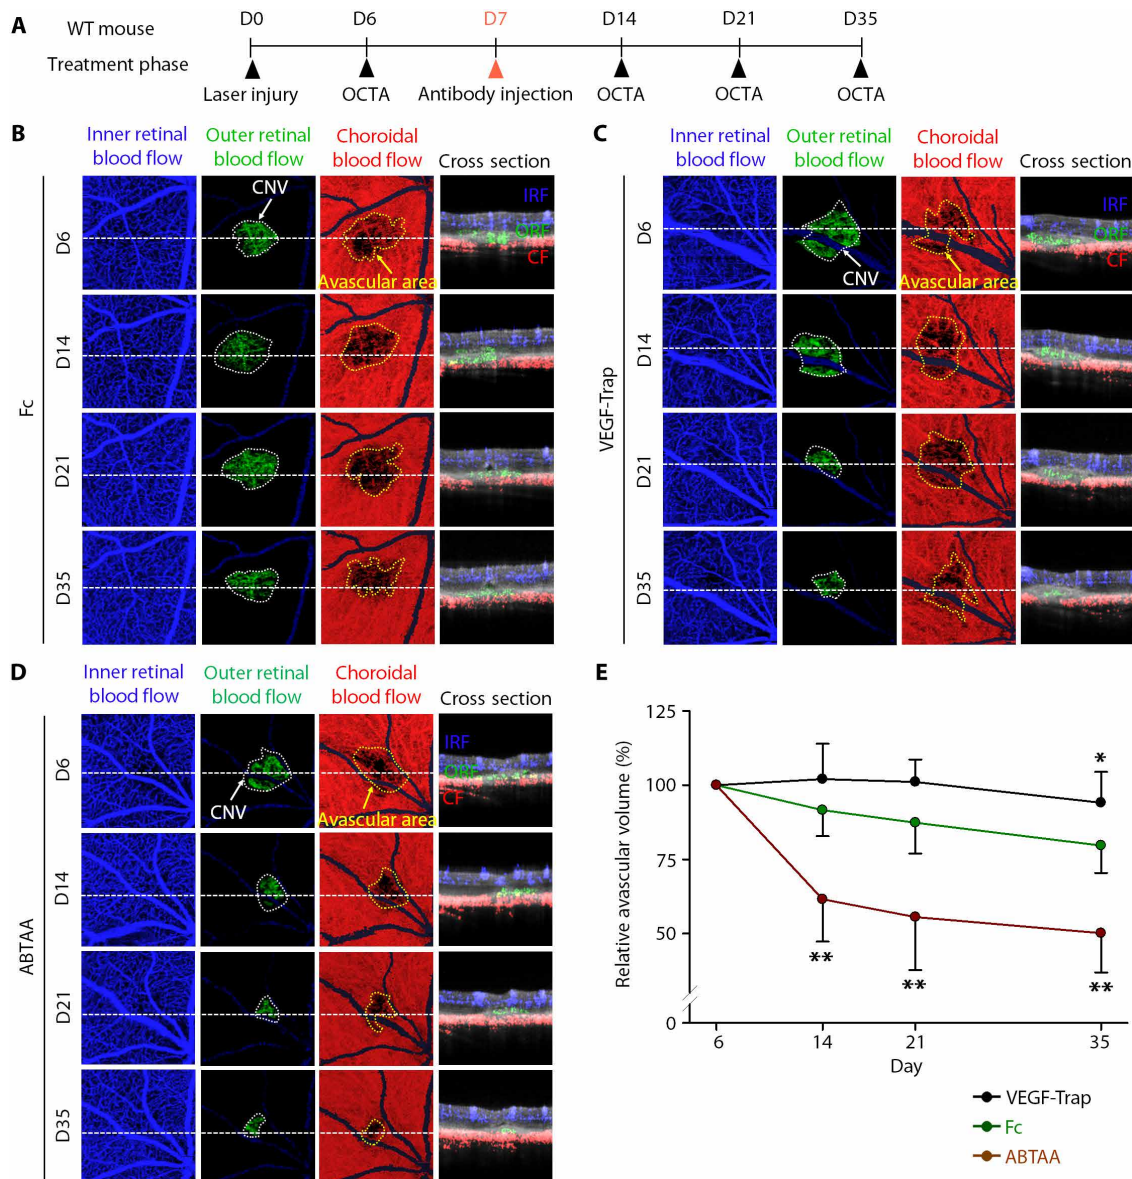 A
WT mouse
D0
D6
D7
D14
D21
D35
Treatment phase
Laser injury
OCTA
Antibody injection
OCTA
OCTA
OCTA
B
Inner retinal
blood flow
Outer retinal
blood flow
Choroidal
blood flow
Cross section
Fc
D6
CNV
Avascular area
IRF
ORF
CF
D14
D21
D35
C
Inner retinal
blood flow
Outer retinal
blood flow
Choroidal
blood flow
Cross section
VEGF-Trap
D6
CNV
Avascular area
IRF
ORF
CF
D14
D21
D35
D
Inner retinal
blood flow
Outer retinal
blood flow
Choroidal
blood flow
Cross section
ABTAA
D6
CNV
Avascular area
IRF
ORF
CF
D14
D21
D35
E
Relative avascular volume (%)
125
100
75
50
0
*
**
**
**
6
14
21
35
Day
VEGF-Trap
Fc
ABTAA